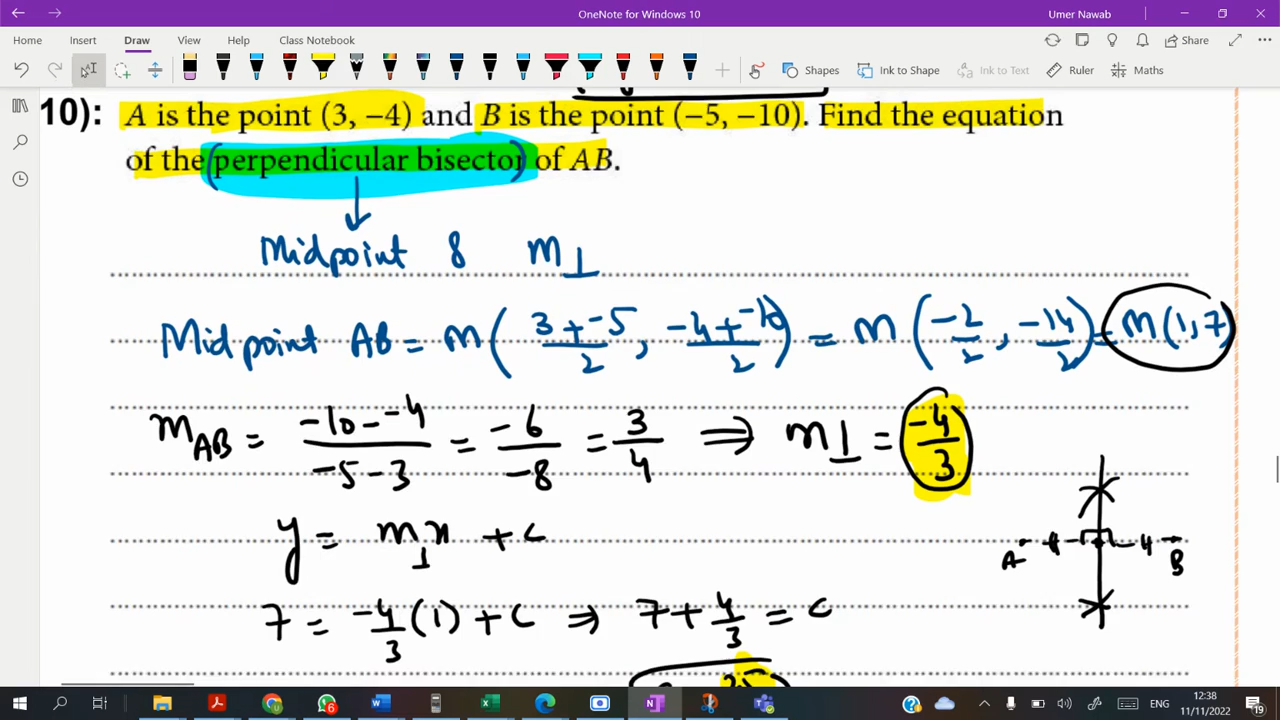 OneNote for Windows 10
Umer Nawab
Home Insert Draw View Help Class Notebook
Share
Shapes Ink to Shape Ink to Text Ruler Maths
10): A is the point (3, −4) and B is the point (−5, −10). Find the equation
of the (perpendicular bisector) of AB.
Midpoint & m⊥
Midpoint AB = m( 3+-5/2 , -4+-10/2 ) = m( -2/2 , -14/2 ) = m(1,7)
mAB = -10--4/-5-3 = -6/-8 = 3/4 ⇒ m⊥ = -4/3
y = m⊥x + c
A B
7 = -4/3(1) + c ⇒ 7+4/3 = c
25
6
ENG
12:38
11/11/2022
19